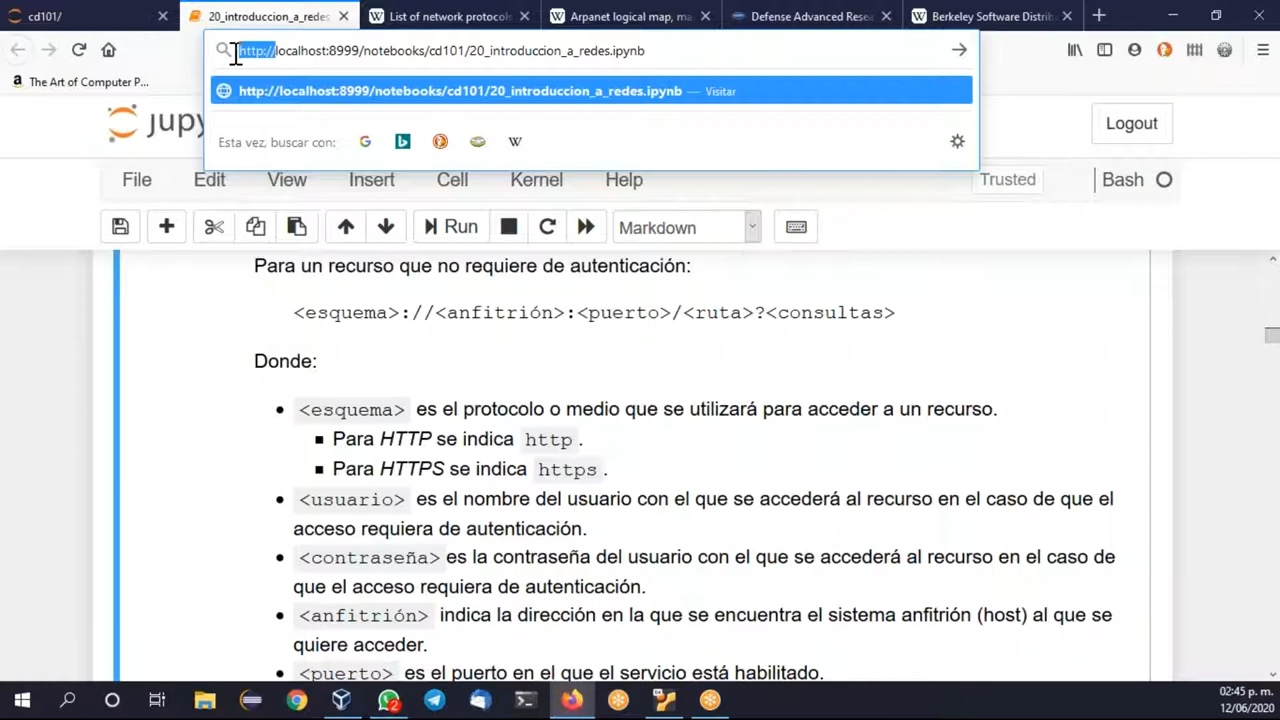 cd101/
20_introduccion_a_redes
List of network protocols
Arpanet logical map, ma
Defense Advanced Rese
Berkeley Software Distrib
http://localhost:8999/notebooks/cd101/20_introduccion_a_redes.ipynb
http://localhost:8999/notebooks/cd101/20_introduccion_a_redes.ipynb — Visitar
a The Art of Computer P...
Esta vez, buscar con:
jupy
Logout
File Edit View Insert Cell Kernel Help
Trusted
Bash
Run
Markdown
Para un recurso que no requiere de autenticación:
<esquema>://<anfitrión>:<puerto>/<ruta>?<consultas>
Donde:
<esquema> es el protocolo o medio que se utilizará para acceder a un recurso.
Para HTTP se indica http.
Para HTTPS se indica https.
<usuario> es el nombre del usuario con el que se accederá al recurso en el caso de que el
acceso requiera de autenticación.
<contraseña> es la contraseña del usuario con el que se accederá al recurso en el caso de
que el acceso requiera de autenticación.
<anfitrión> indica la dirección en la que se encuentra el sistema anfitrión (host) al que se
quiere acceder.
<puerto> es el puerto en el que el servicio está habilitado.
2
02:45 p. m.
12/06/2020